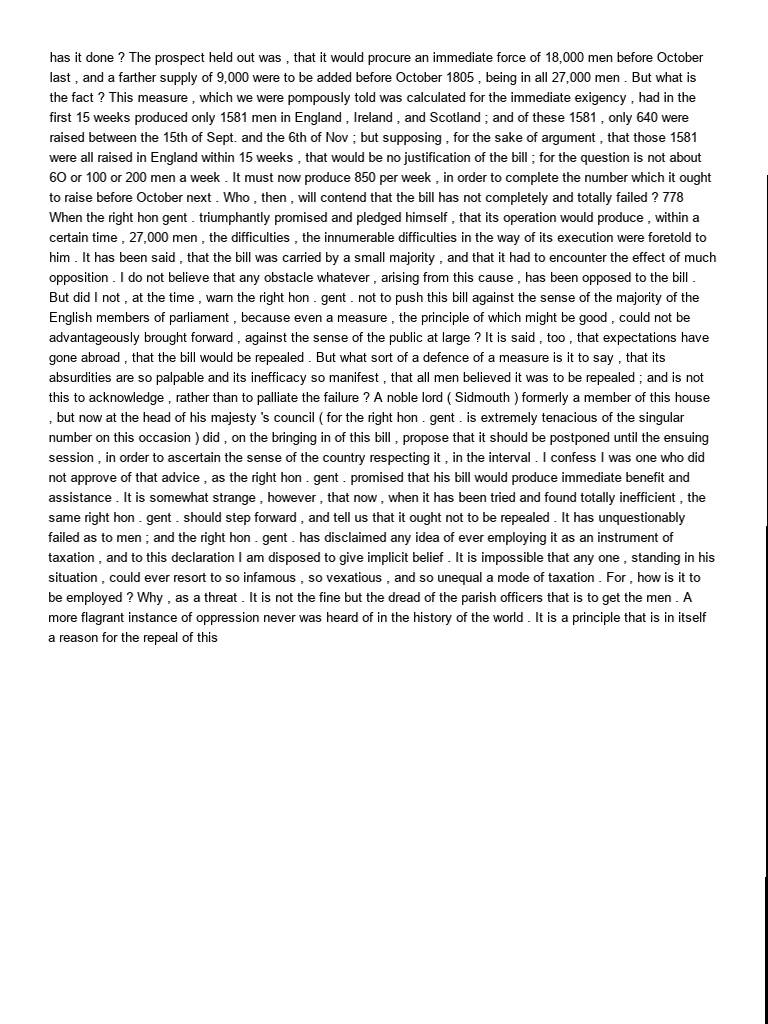 has it done ? The prospect held out was , that it would procure an immediate force of 18,000 men before October
last , and a farther supply of 9,000 were to be added before October 1805 , being in all 27,000 men . But what is
the fact ? This measure , which we were pompously told was calculated for the immediate exigency , had in the
first 15 weeks produced only 1581 men in England , Ireland , and Scotland ; and of these 1581 , only 640 were
raised between the 15th of Sept. and the 6th of Nov ; but supposing , for the sake of argument , that those 1581
were all raised in England within 15 weeks , that would be no justification of the bill ; for the question is not about
6O or 100 or 200 men a week . It must now produce 850 per week , in order to complete the number which it ought
to raise before October next . Who , then , will contend that the bill has not completely and totally failed ? 778
When the right hon gent . triumphantly promised and pledged himself , that its operation would produce , within a
certain time , 27,000 men , the difficulties , the innumerable difficulties in the way of its execution were foretold to
him . It has been said , that the bill was carried by a small majority , and that it had to encounter the effect of much
opposition . I do not believe that any obstacle whatever , arising from this cause , has been opposed to the bill .
But did I not , at the time , warn the right hon . gent . not to push this bill against the sense of the majority of the
English members of parliament , because even a measure , the principle of which might be good , could not be
advantageously brought forward , against the sense of the public at large ? It is said , too , that expectations have
gone abroad , that the bill would be repealed . But what sort of a defence of a measure is it to say , that its
absurdities are so palpable and its inefficacy so manifest , that all men believed it was to be repealed ; and is not
this to acknowledge , rather than to palliate the failure ? A noble lord ( Sidmouth ) formerly a member of this house
, but now at the head of his majesty 's council ( for the right hon . gent . is extremely tenacious of the singular
number on this occasion ) did , on the bringing in of this bill , propose that it should be postponed until the ensuing
session , in order to ascertain the sense of the country respecting it , in the interval . I confess I was one who did
not approve of that advice , as the right hon . gent . promised that his bill would produce immediate benefit and
assistance . It is somewhat strange , however , that now , when it has been tried and found totally inefficient , the
same right hon . gent . should step forward , and tell us that it ought not to be repealed . It has unquestionably
failed as to men ; and the right hon . gent . has disclaimed any idea of ever employing it as an instrument of
taxation , and to this declaration I am disposed to give implicit belief . It is impossible that any one , standing in his
situation , could ever resort to so infamous , so vexatious , and so unequal a mode of taxation . For , how is it to
be employed ? Why , as a threat . It is not the fine but the dread of the parish officers that is to get the men . A
more flagrant instance of oppression never was heard of in the history of the world . It is a principle that is in itself
a reason for the repeal of this